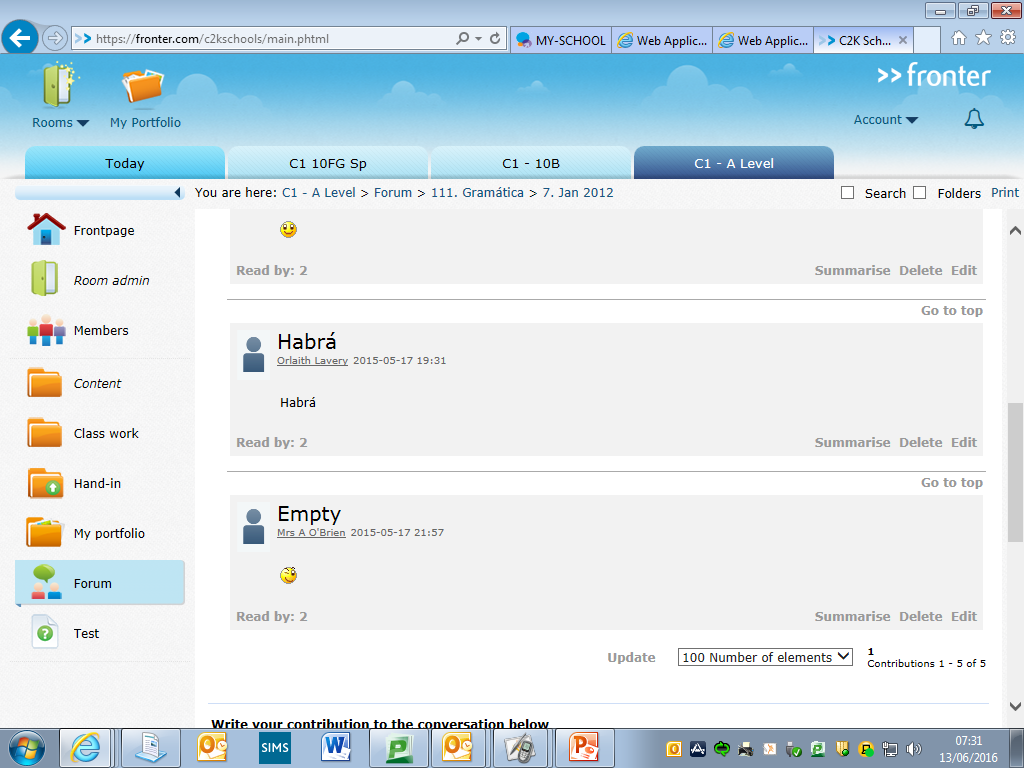 https://fronter.com/c2kschools/main.phtml
MY-SCHOOL
Web Applic...
Web Applic...
C2K Sch...
Rooms
My Portfolio
fronter
Account
Today
C1 10FG Sp
C1 - 10B
C1 - A Level
You are here: C1 - A Level > Forum > 111. Gramática > 7. Jan 2012
Search
Folders
Print
Frontpage
Room admin
Members
Content
Class work
Hand-in
My portfolio
Forum
Test
Read by: 2
Summarise Delete Edit
Go to top
Habrá
Orlaith Lavery 2015-05-17 19:31
Habrá
Read by: 2
Summarise Delete Edit
Go to top
Empty
Mrs A O'Brien 2015-05-17 21:57
Read by: 2
Summarise Delete Edit
Update
100 Number of elements
1
Contributions 1 - 5 of 5
Write your contribution to the conversation below
SIMS
07:31
13/06/2016